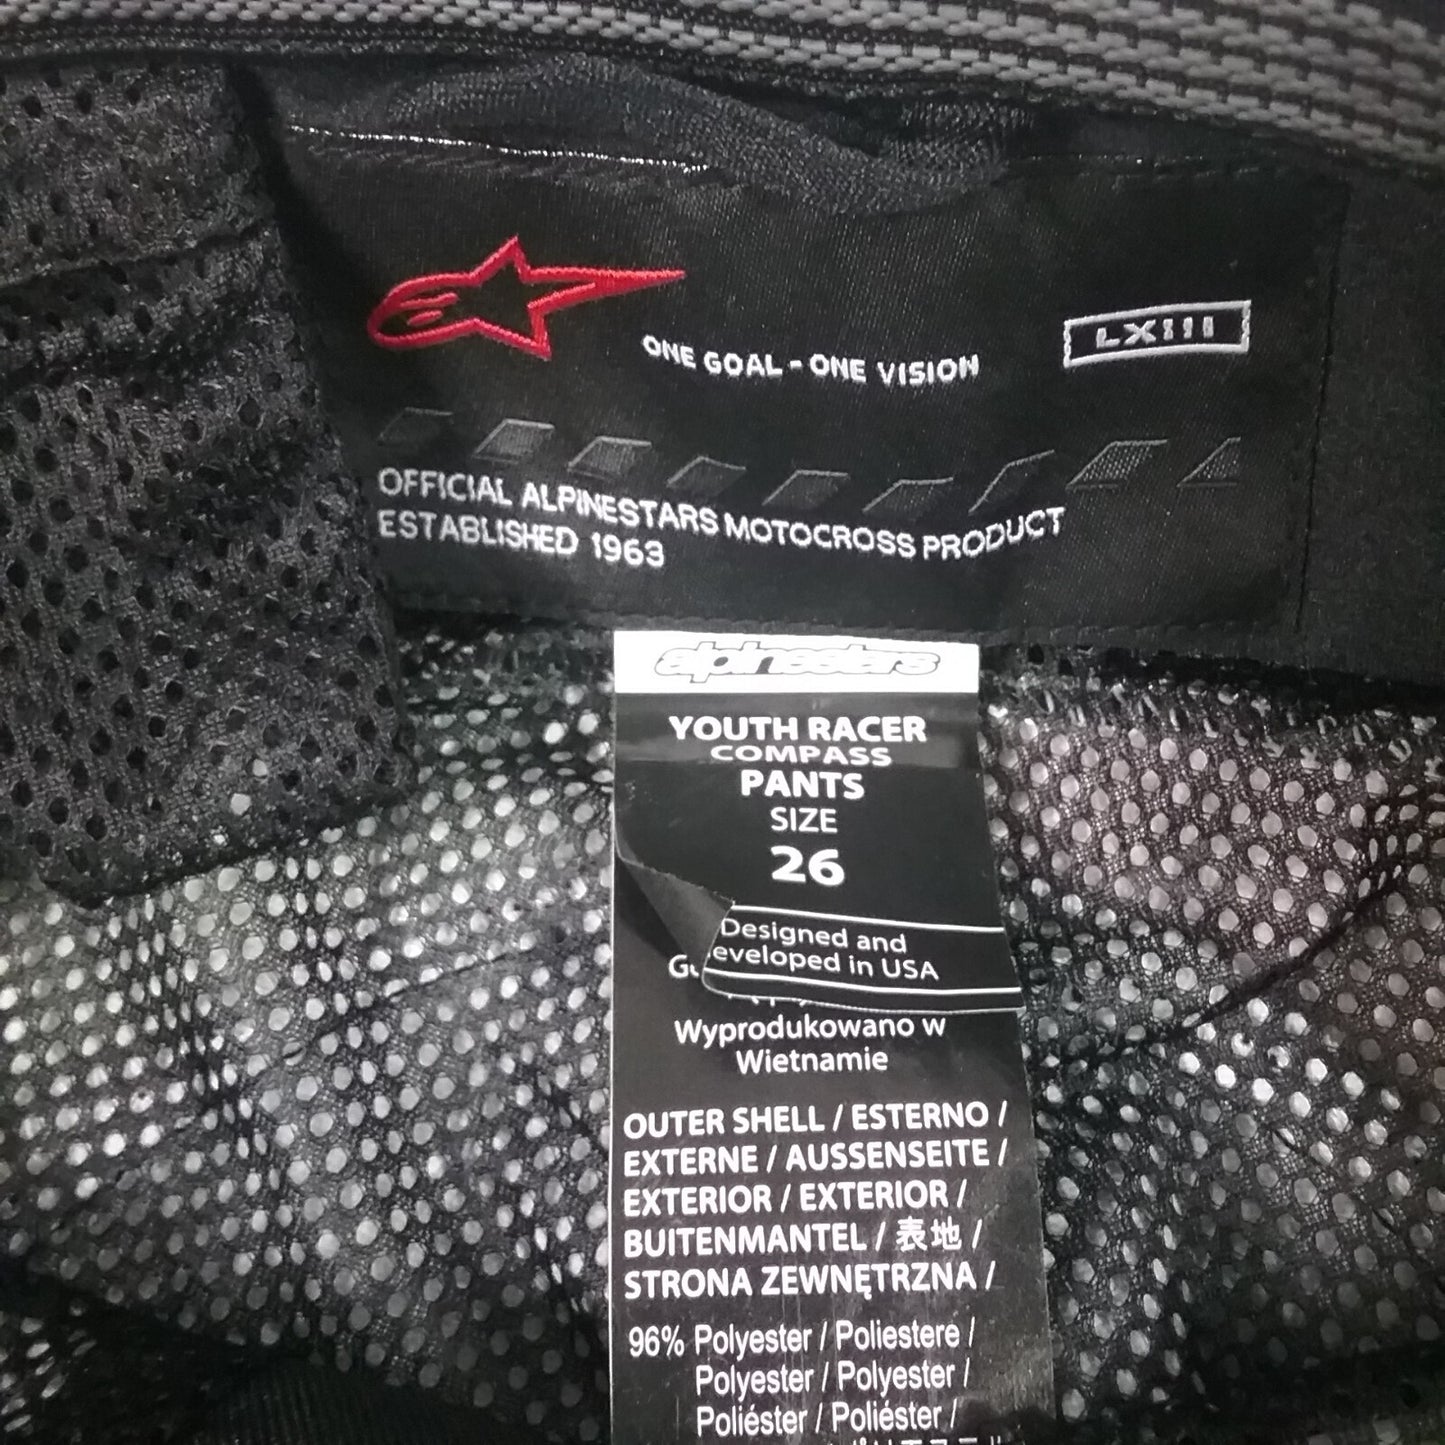 ONE GOAL - ONE VISION
LXIII
OFFICIAL ALPINESTARS MOTOCROSS PRODUCT
ESTABLISHED 1963
alpinestars
YOUTH RACER
COMPASS
PANTS
SIZE
26
Designed and
eveloped in USA
Wyprodukowano w
Wietnamie
OUTER SHELL / ESTERNO /
EXTERNE / AUSSENSEITE /
EXTERIOR / EXTERIOR /
BUITENMANTEL / 表地 /
STRONA ZEWNĘTRZNA /
96% Polyester / Poliestere /
Polyester / Polyester /
Poliéster / Poliéster /